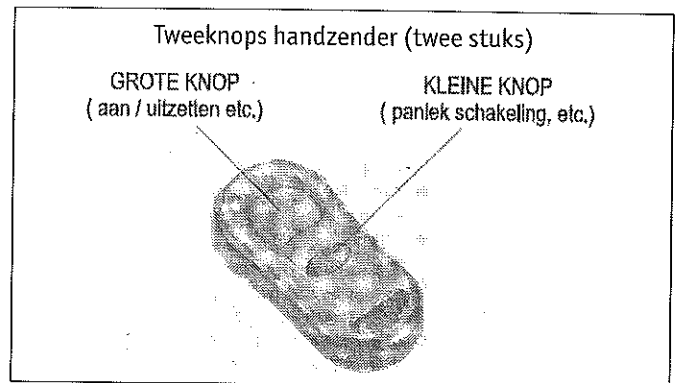 Tweeknops handzender (twee stuks)
GROTE KNOP
( aan / uitzetten etc.)
KLEINE KNOP
( paniek schakeling, etc.)